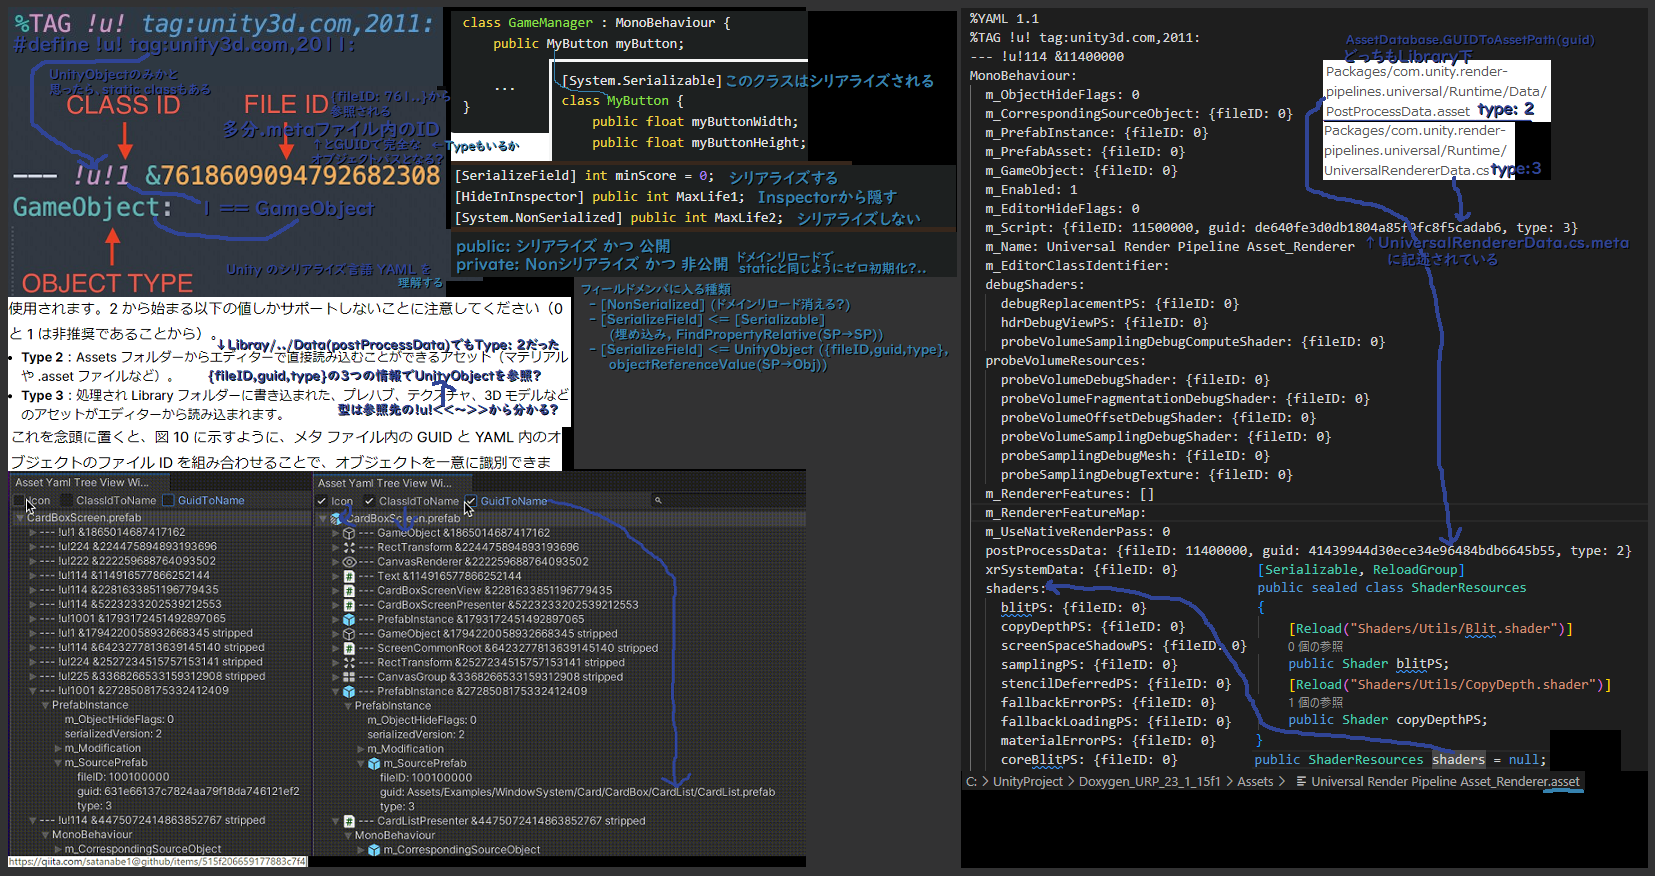 %TAG !u! tag:unity3d.com,2011:
#define !u! tag:unity3d.com,2011:
UnityObjectのみかと
思ったら,static classもある
CLASS ID
FILE ID
{fileID: 761..}から
参照される
多分.metaファイル内のID
↑とGUIDで完全な
オブジェクトパスとなる?
←Typeもいるか
--- !u!1 &7618609094792682308
GameObject:
1 == GameObject
OBJECT TYPE
Unity のシリアライズ言語 YAML を
理解する
class GameManager : MonoBehaviour {
public MyButton myButton;
...
}
[System.Serializable]
このクラスはシリアライズされる
class MyButton {
public float myButtonWidth;
public float myButtonHeight;
[SerializeField] int minScore = 0;
シリアライズする
[HideInInspector] public int MaxLife1;
Inspectorから隠す
[System.NonSerialized] public int MaxLife2;
シリアライズしない
public: シリアライズ かつ 公開
private: Nonシリアライズ かつ 非公開
ドメインリロードで
staticと同じようにゼロ初期化?..
フィールドメンバに入る種類
- [NonSerialized] (ドメインリロード消える?)
- [SerializeField] <= [Serializable]
(埋め込み, FindPropertyRelative(SP→SP))
- [SerializeField] <= UnityObject ({fileID,guid,type},
objectReferenceValue(SP→Obj))
使用されます。2 から始まる以下の値しかサポートしないことに注意してください（0
と 1 は非推奨であることから）。
↓Libray/../Data(postProcessData)でもType: 2だった
• Type 2：Assets フォルダーからエディターで直接読み込むことができるアセット（マテリアル
や .asset ファイルなど）。
{fileID,guid,type}の3つの情報でUnityObjectを参照?
• Type 3：処理され Library フォルダーに書き込まれた、プレハブ、テクスチャ、3D モデルなど
のアセットがエディターから読み込まれます。
型は参照先の!u!<<~>>から分かる?
これを念頭に置くと、図 10 に示すように、メタ ファイル内の GUID と YAML 内のオ
ブジェクトのファイル ID を組み合わせることで、オブジェクトを一意に識別できま
Asset Yaml Tree View Wi...
Icon ClassIdToName GuidToName
CardBoxScreen.prefab
--- !u!1 &1865014687417162
--- !u!224 &224475894893193696
--- !u!222 &222259688764093502
--- !u!114 &114916577866252144
--- !u!114 &2281633851196779435
--- !u!114 &5223233202539212553
--- !u!1001 &1793172451492897065
--- !u!1 &1794220058932668345 stripped
--- !u!114 &6423277813639145140 stripped
--- !u!224 &2527234515757153141 stripped
--- !u!225 &3368266533159312908 stripped
--- !u!1001 &2728508175332412409
PrefabInstance
m_ObjectHideFlags: 0
serializedVersion: 2
m_Modification
m_SourcePrefab
fileID: 100100000
guid: 631e66137c7824aa79f18da746121ef2
type: 3
--- !u!114 &4475072414863852767 stripped
MonoBehaviour
m_CorrespondingSourceObject
https://qiita.com/satanabe1@github/items/515f206659177883c7f4
Asset Yaml Tree View Wi...
Icon ClassIdToName GuidToName
CardBoxScreen.prefab
--- GameObject &1865014687417162
--- RectTransform &224475894893193696
--- CanvasRenderer &222259688764093502
--- Text &114916577866252144
--- CardBoxScreenView &2281633851196779435
--- CardBoxScreenPresenter &5223233202539212553
--- PrefabInstance &1793172451492897065
--- GameObject &1794220058932668345 stripped
--- ScreenCommonRoot &6423277813639145140 stripped
--- RectTransform &2527234515757153141 stripped
--- CanvasGroup &3368266533159312908 stripped
--- PrefabInstance &2728508175332412409
PrefabInstance
m_ObjectHideFlags: 0
serializedVersion: 2
m_Modification
m_SourcePrefab
fileID: 100100000
guid: Assets/Examples/WindowSystem/Card/CardBox/CardList/CardList.prefab
type: 3
--- CardListPresenter &4475072414863852767 stripped
MonoBehaviour
m_CorrespondingSourceObject
%YAML 1.1
%TAG !u! tag:unity3d.com,2011:
--- !u!114 &11400000
MonoBehaviour:
m_ObjectHideFlags: 0
m_CorrespondingSourceObject: {fileID: 0}
m_PrefabInstance: {fileID: 0}
m_PrefabAsset: {fileID: 0}
m_GameObject: {fileID: 0}
m_Enabled: 1
m_EditorHideFlags: 0
m_Script: {fileID: 11500000, guid: de640fe3d0db1804a85f9fc8f5cadab6, type: 3}
m_Name: Universal Render Pipeline Asset_Renderer
m_EditorClassIdentifier:
debugShaders:
debugReplacementPS: {fileID: 0}
hdrDebugViewPS: {fileID: 0}
probeVolumeSamplingDebugComputeShader: {fileID: 0}
probeVolumeResources:
probeVolumeDebugShader: {fileID: 0}
probeVolumeFragmentationDebugShader: {fileID: 0}
probeVolumeOffsetDebugShader: {fileID: 0}
probeVolumeSamplingDebugShader: {fileID: 0}
probeSamplingDebugMesh: {fileID: 0}
probeSamplingDebugTexture: {fileID: 0}
m_RendererFeatures: []
m_RendererFeatureMap:
m_UseNativeRenderPass: 0
postProcessData: {fileID: 11400000, guid: 41439944d30ece34e96484bdb6645b55, type: 2}
xrSystemData: {fileID: 0}
shaders:
blitPS: {fileID: 0}
copyDepthPS: {fileID: 0}
screenSpaceShadowPS: {fileID: 0}
samplingPS: {fileID: 0}
stencilDeferredPS: {fileID: 0}
fallbackErrorPS: {fileID: 0}
fallbackLoadingPS: {fileID: 0}
materialErrorPS: {fileID: 0}
coreBlitPS: {fileID: 0}
AssetDatabase.GUIDToAssetPath(guid)
どっちもLibrary下
Packages/com.unity.render-
pipelines.universal/Runtime/Data/
PostProcessData.asset
type: 2
Packages/com.unity.render-
pipelines.universal/Runtime/
UniversalRendererData.cs
type:3
↑UniversalRendererData.cs.meta
に記述されている
[Serializable, ReloadGroup]
public sealed class ShaderResources
{
[Reload("Shaders/Utils/Blit.shader")]
0 個の参照
public Shader blitPS;
[Reload("Shaders/Utils/CopyDepth.shader")]
1 個の参照
public Shader copyDepthPS;
}
public ShaderResources shaders = null;
C: > UnityProject > Doxygen_URP_23_1_15f1 > Assets > Universal Render Pipeline Asset_Renderer.asset